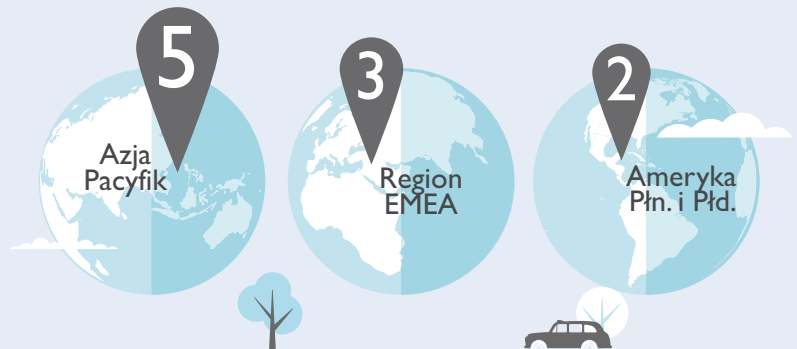 5
Azja
Pacyfik
3
Region
EMEA
2
Ameryka
Płn. i Płd.